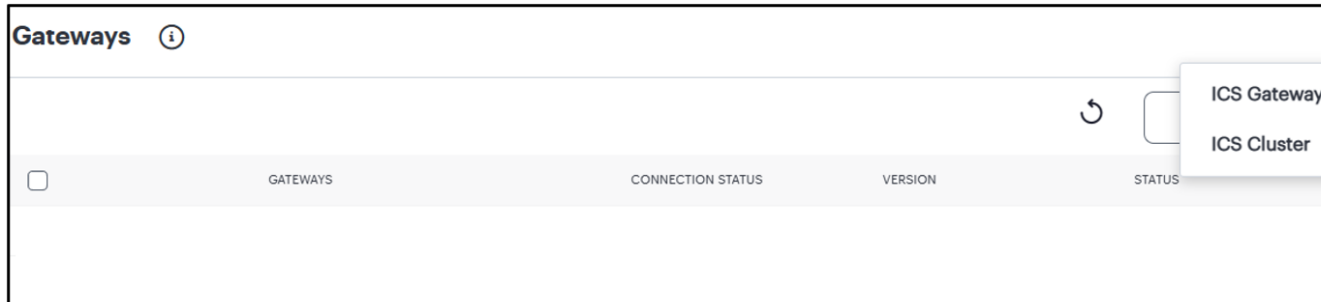 Gateways
ICS Gateway
ICS Cluster
GATEWAYS CONNECTION STATUS VERSION STATUS